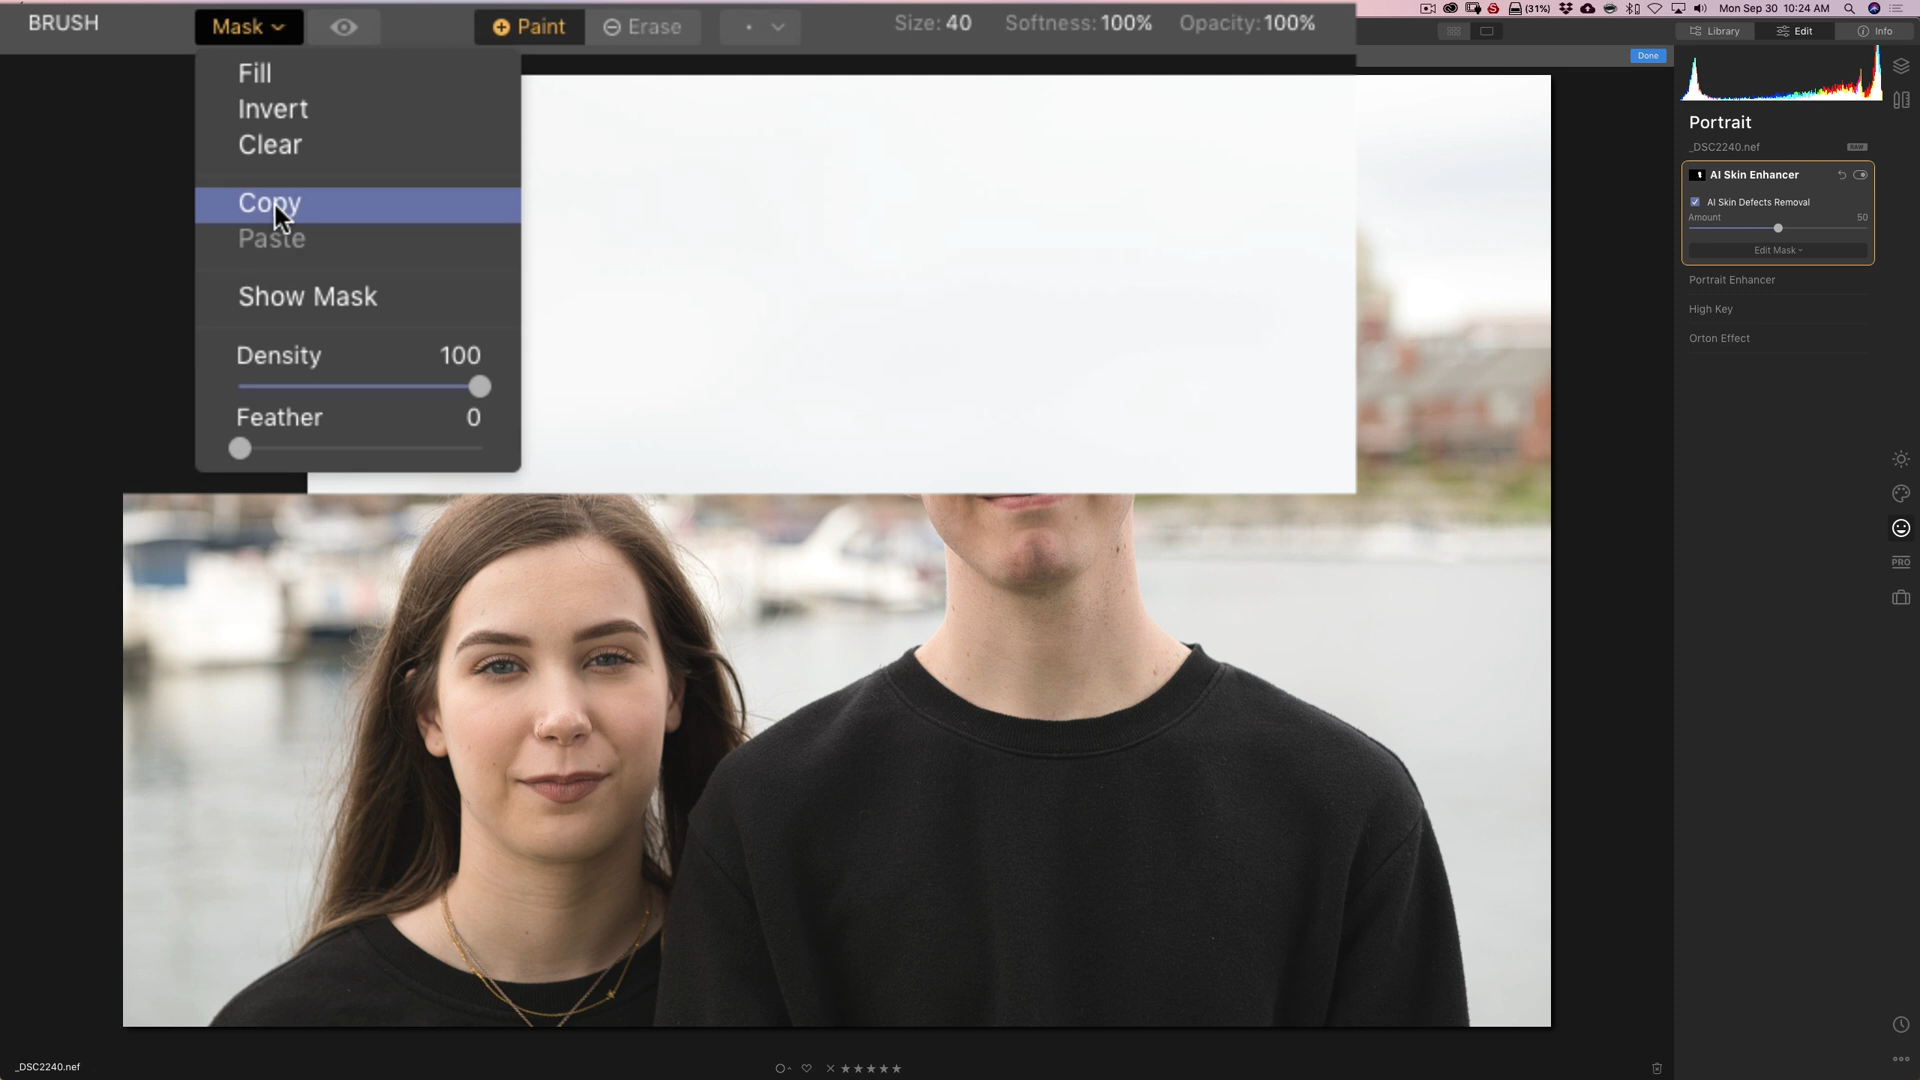 BRUSH
Mask
Paint
Erase
Size: 40
Softness: 100%
Opacity: 100%
(31%)
Mon Sep 30 10:24 AM
Fill
Invert
Clear
Copy
Paste
Show Mask
Density 100
Feather 0
Done
Library
Edit
Info
Portrait
_DSC2240.nef
RAW
AI Skin Enhancer
AI Skin Defects Removal
Amount 50
Edit Mask
Portrait Enhancer
High Key
Orton Effect
PRO
_DSC2240.nef